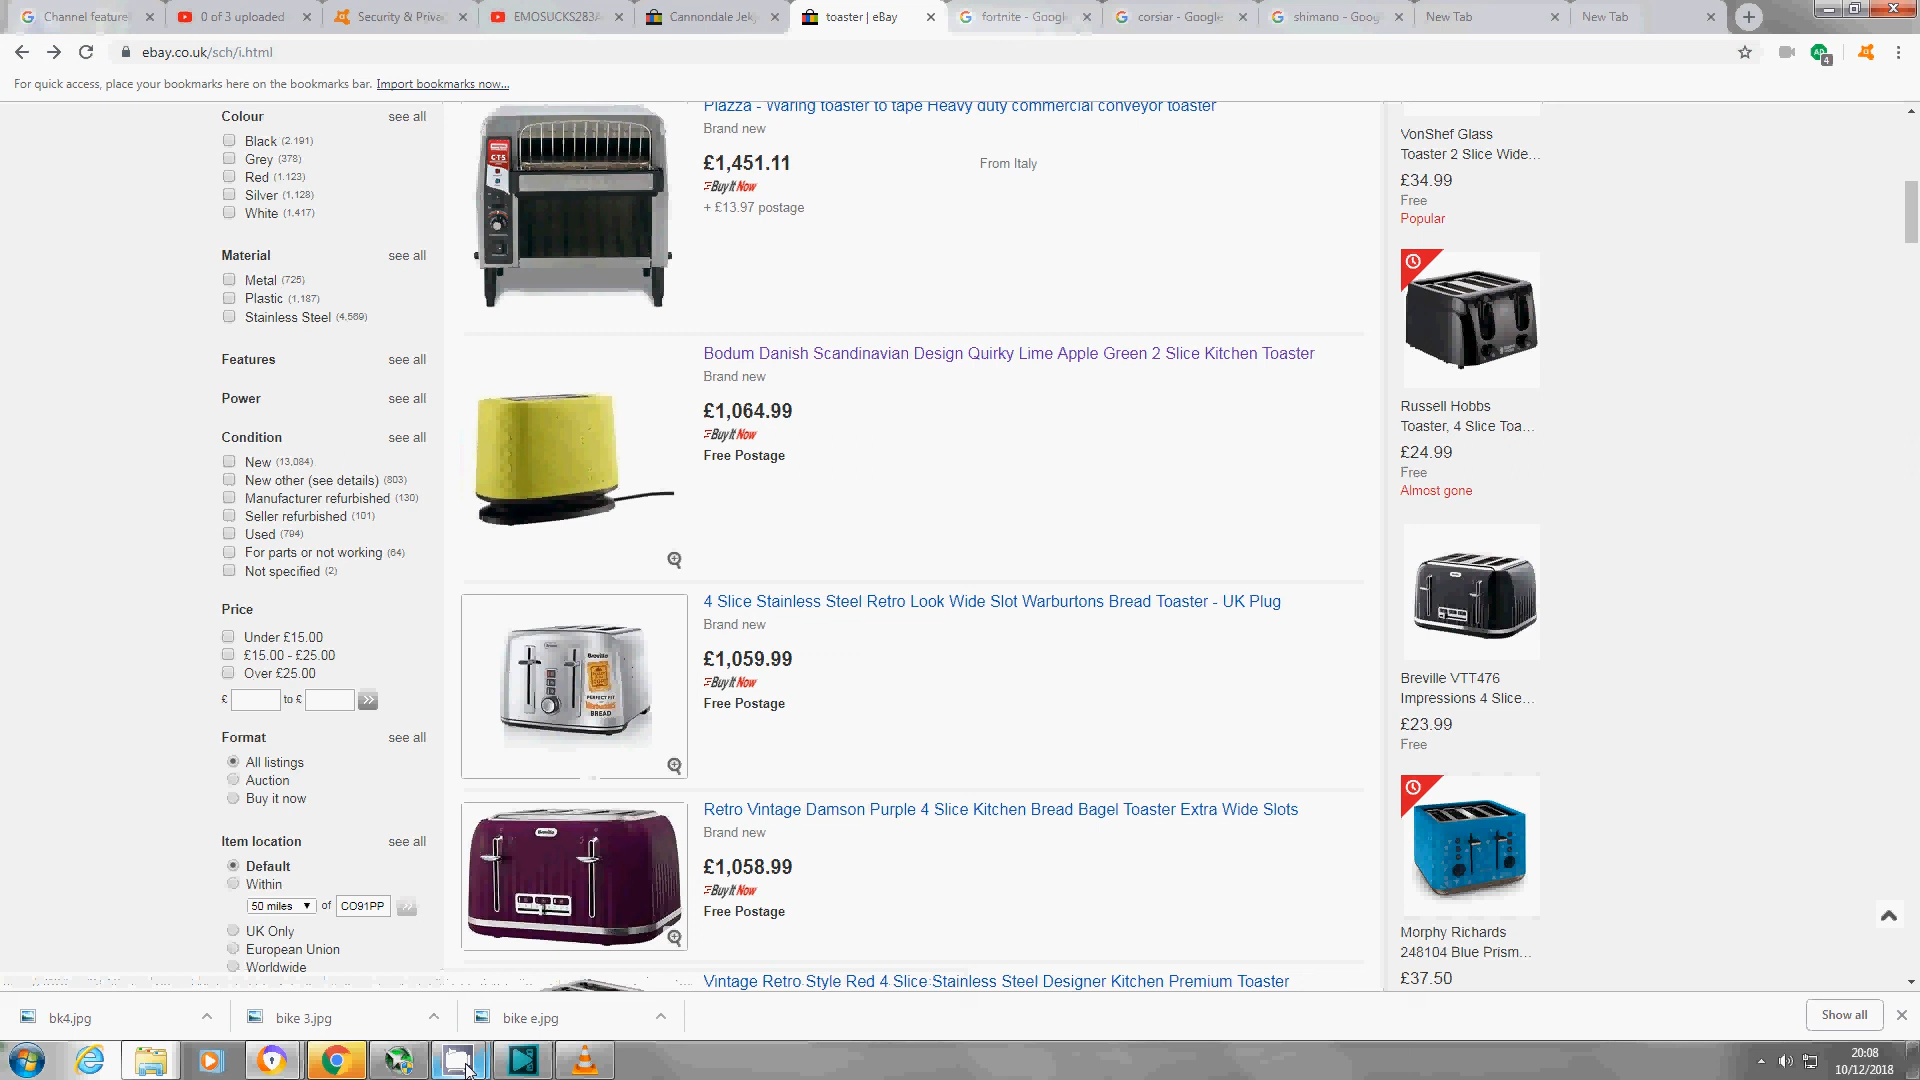 Channel feature
0 of 3 uploaded
Security & Priva
EMOSUCKS283
Cannondale Jeky
toaster | eBay
fortnite - Google
corsiar - Google
shimano - Goog
New Tab
New Tab
ebay.co.uk/sch/i.html
4
For quick access, place your bookmarks here on the bookmarks bar. Import bookmarks now...
Colour see all
Black (2,191)
Grey (378)
Red (1,123)
Silver (1,128)
White (1,417)
Material see all
Metal (725)
Plastic (1,187)
Stainless Steel (4,569)
Features see all
Power see all
Condition see all
New (13,084)
New other (see details) (803)
Manufacturer refurbished (130)
Seller refurbished (101)
Used (794)
For parts or not working (64)
Not specified (2)
Price
Under £15.00
£15.00 - £25.00
Over £25.00
£ to £
Format see all
All listings
Auction
Buy it now
Item location see all
Default
Within
50 miles of CO91PP
UK Only
European Union
Worldwide
Piazza - Waring toaster to tape Heavy duty commercial conveyor toaster
Brand new
£1,451.11 From Italy
Buy It Now
+ £13.97 postage
CTS
Bodum Danish Scandinavian Design Quirky Lime Apple Green 2 Slice Kitchen Toaster
Brand new
£1,064.99
Buy It Now
Free Postage
4 Slice Stainless Steel Retro Look Wide Slot Warburtons Bread Toaster - UK Plug
Brand new
£1,059.99
Buy It Now
Free Postage
Breville
PERFECT FIT
Warburtons
BREAD
Retro Vintage Damson Purple 4 Slice Kitchen Bread Bagel Toaster Extra Wide Slots
Brand new
£1,058.99
Buy It Now
Free Postage
Breville
Vintage Retro Style Red 4 Slice Stainless Steel Designer Kitchen Premium Toaster
VonShef Glass
Toaster 2 Slice Wide...
£34.99
Free
Popular
Russell Hobbs
Toaster, 4 Slice Toa...
£24.99
Free
Almost gone
Breville VTT476
Impressions 4 Slice...
£23.99
Free
Morphy Richards
248104 Blue Prism...
£37.50
bk4.jpg
bike 3.jpg
bike e.jpg
Show all
20:08
10/12/2018